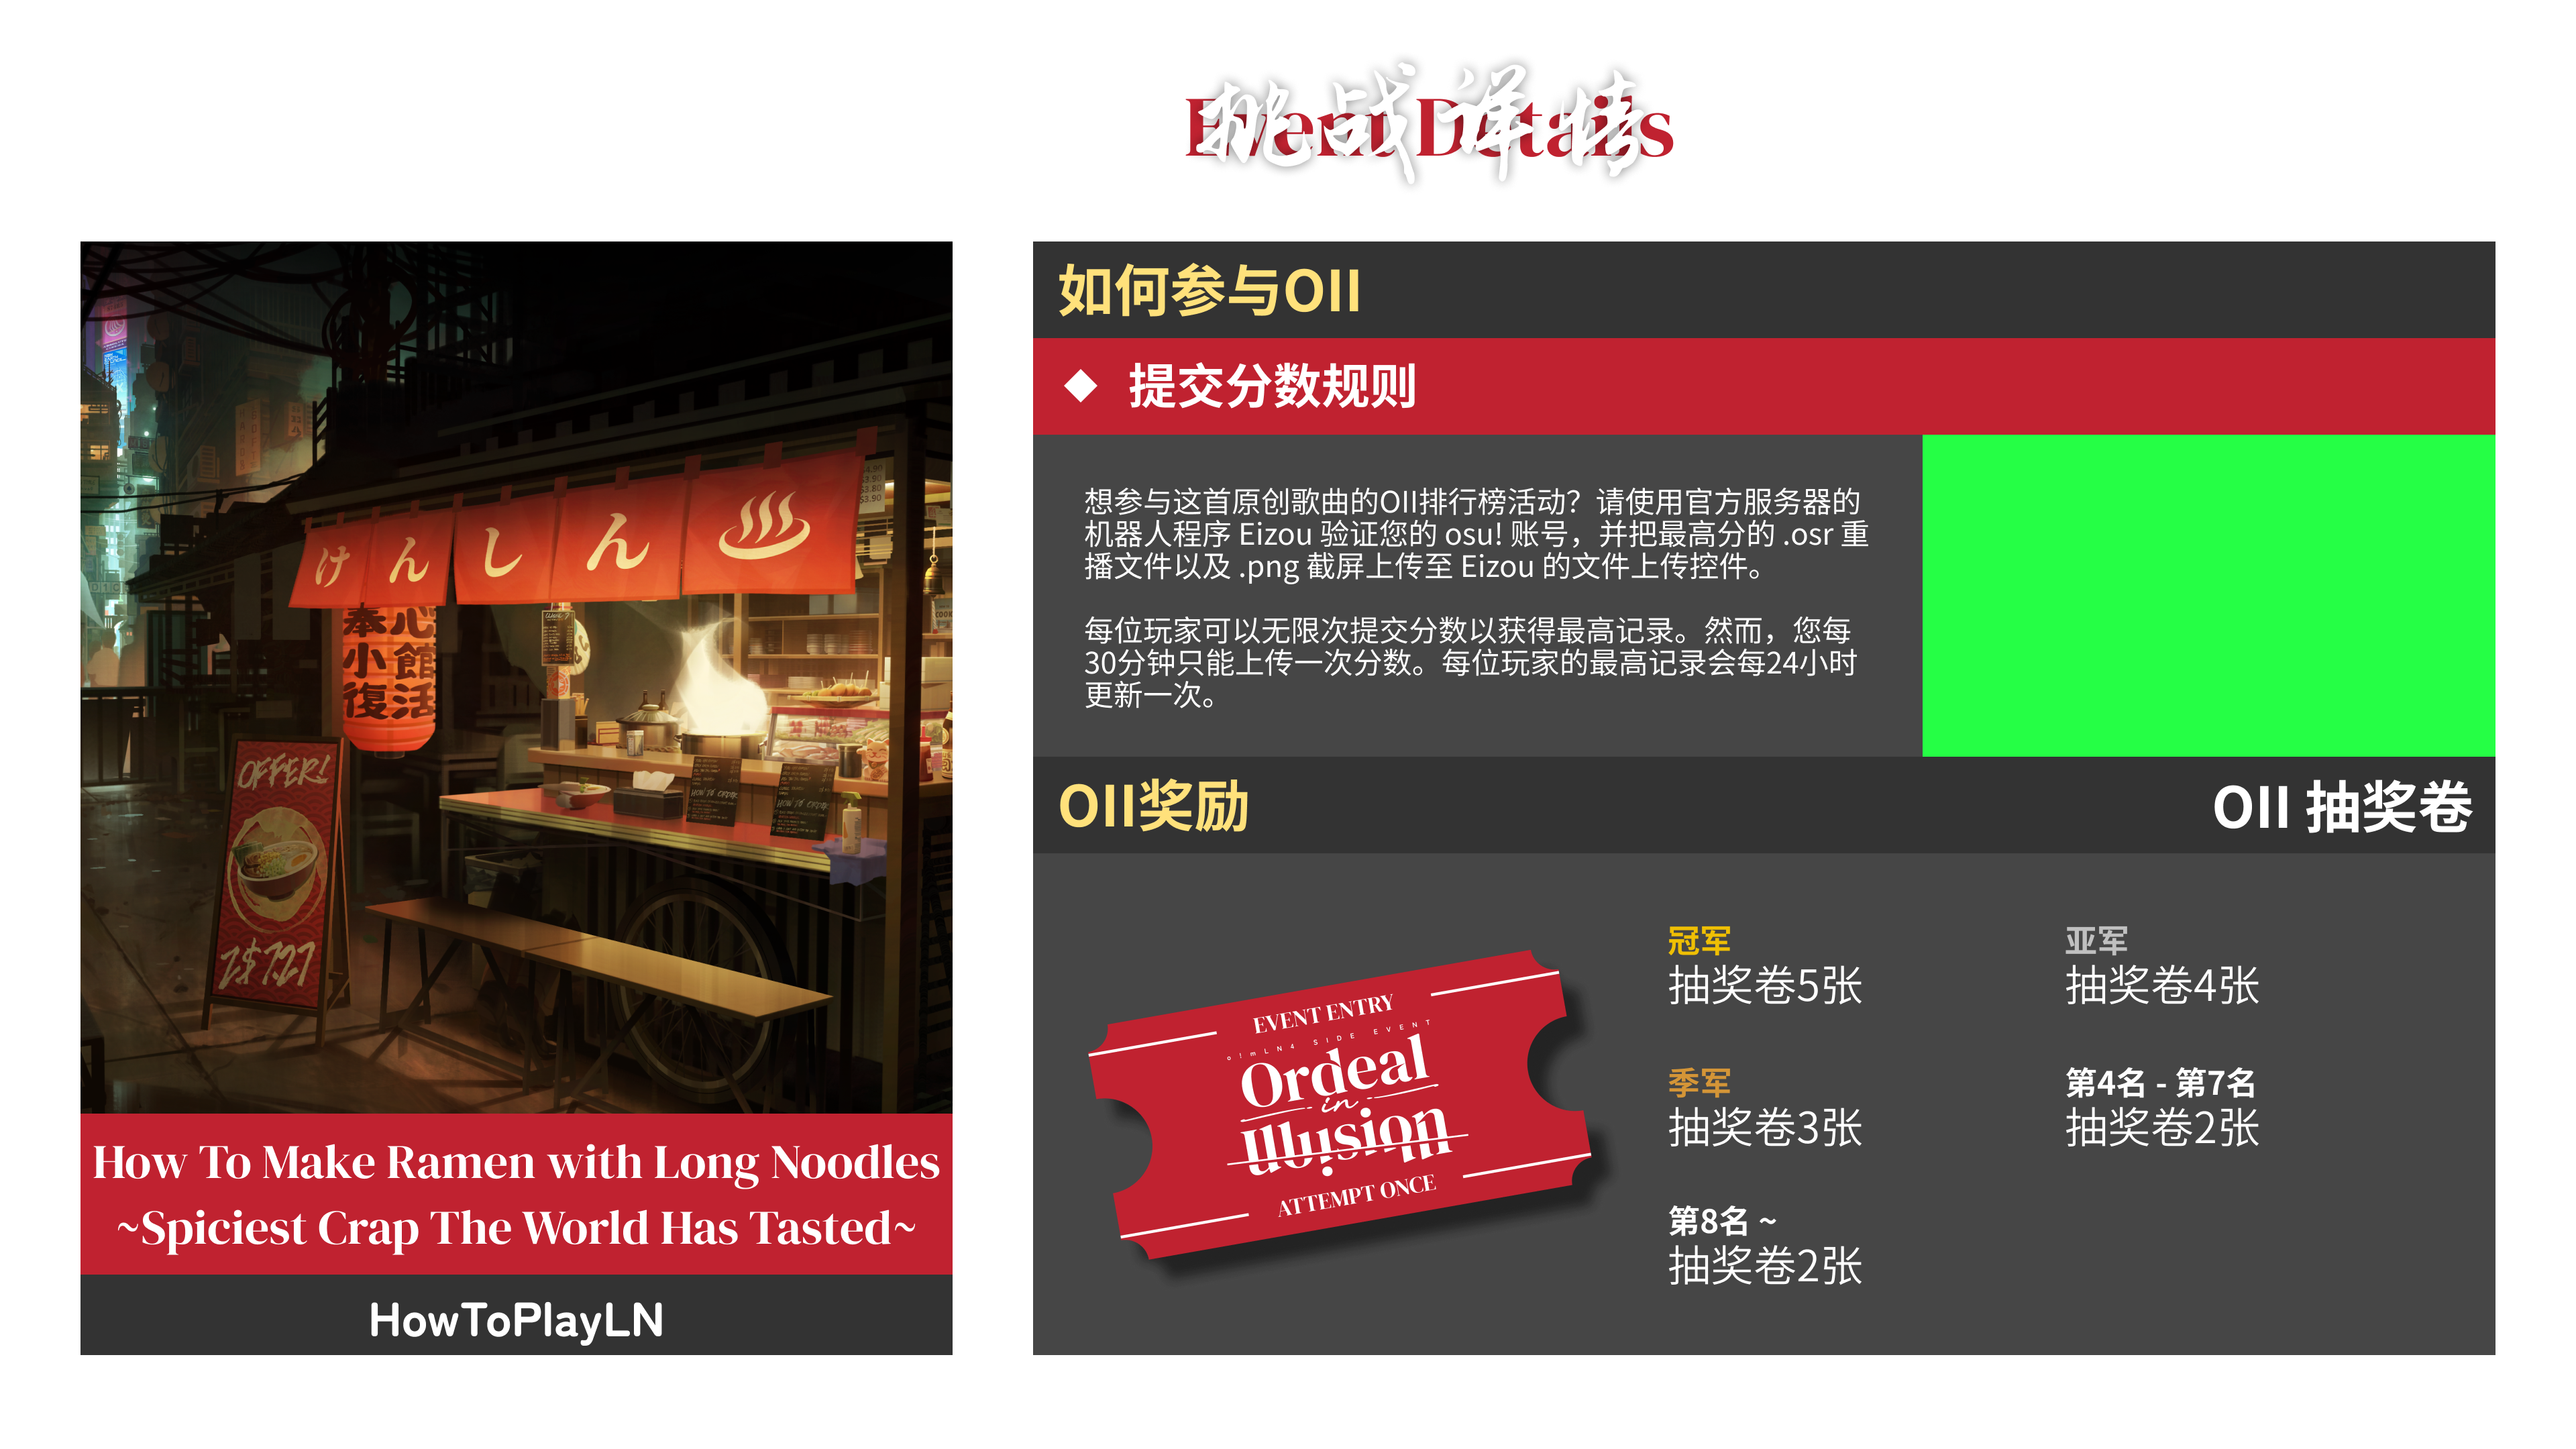 Event Details
挑战详情
けんしん
奉 心
小 館
復 活
OFFER!
HOW TO ORDER
HOW TO ORDER
How To Make Ramen with Long Noodles
~Spiciest Crap The World Has Tasted~
HowToPlayLN
如何参与OII
◆ 提交分数规则
想参与这首原创歌曲的OII排行榜活动？请使用官方服务器的
机器人程序 Eizou 验证您的 osu! 账号，并把最高分的 .osr 重
播文件以及 .png 截屏上传至 Eizou 的文件上传控件。
每位玩家可以无限次提交分数以获得最高记录。然而，您每
30分钟只能上传一次分数。每位玩家的最高记录会每24小时
更新一次。
OII奖励
OII 抽奖卷
EVENT ENTRY
o!mLN4 SIDE EVENT
Ordeal
in
Illusion
ATTEMPT ONCE
冠军
抽奖卷5张
亚军
抽奖卷4张
季军
抽奖卷3张
第4名 - 第7名
抽奖卷2张
第8名 ~
抽奖卷2张